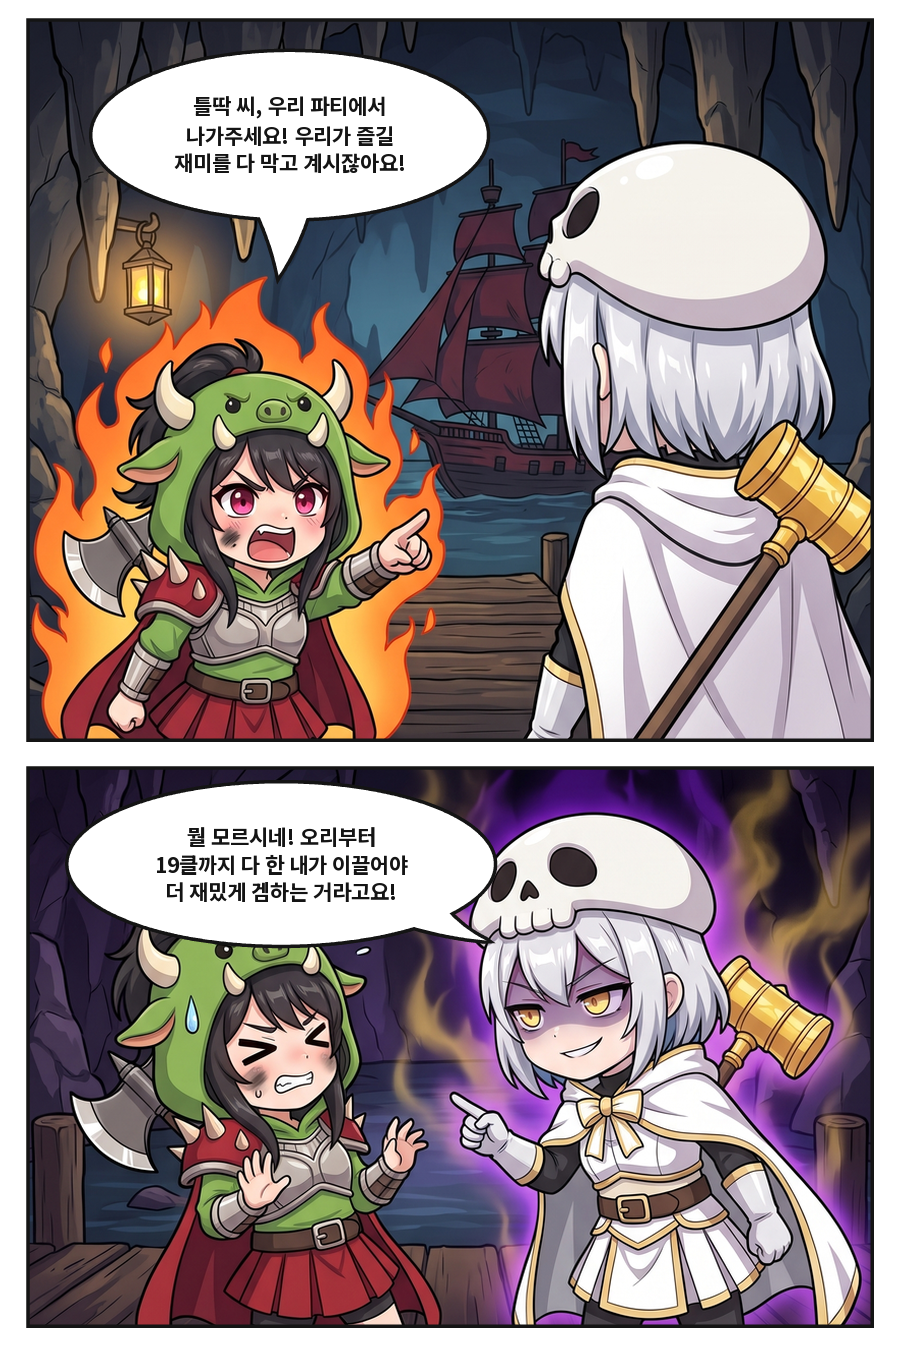 틀딱 씨, 우리 파티에서
나가주세요! 우리가 즐길
재미를 다 막고 계시잖아요!
뭘 모르시네! 오리부터
19클까지 다 한 내가 이끌어야
더 재밌게 겜하는 거라고요!